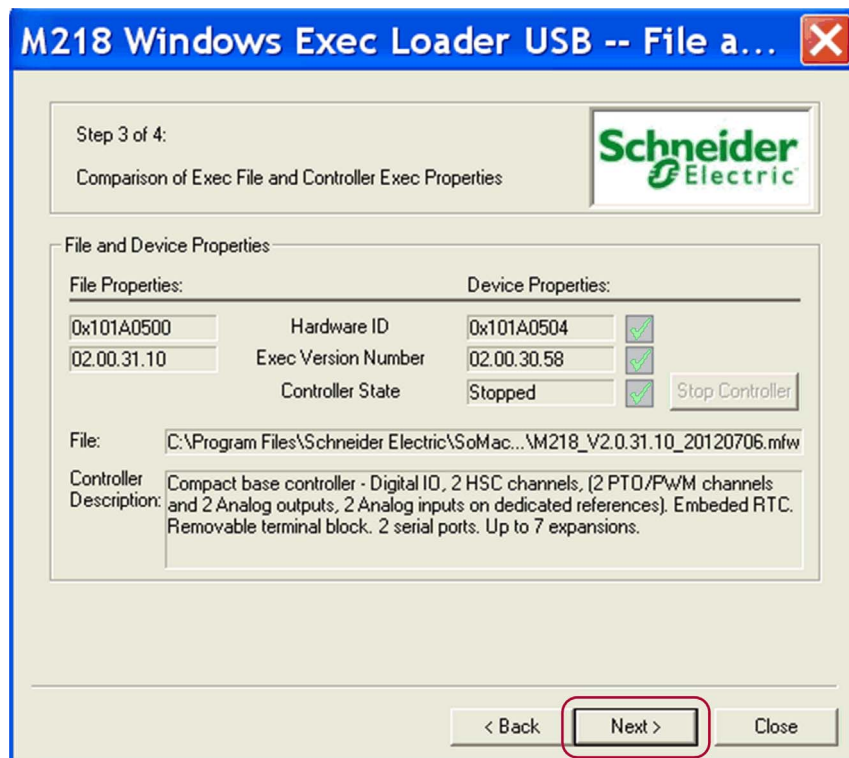 M218 Windows Exec Loader USB -- File a...
Step 3 of 4:
Comparison of Exec File and Controller Exec Properties
Schneider
Electric
File and Device Properties
File Properties: Device Properties:
0x101A0500 Hardware ID 0x101A0504
02.00.31.10 Exec Version Number 02.00.30.58
Controller State Stopped Stop Controller
File: C:\Program Files\Schneider Electric\SoMac...\M218_V2.0.31.10_20120706.mfw
Controller Description: Compact base controller - Digital IO, 2 HSC channels, (2 PTO/PWM channels
and 2 Analog outputs, 2 Analog inputs on dedicated references). Embeded RTC.
Removable terminal block. 2 serial ports. Up to 7 expansions.
< Back Next > Close